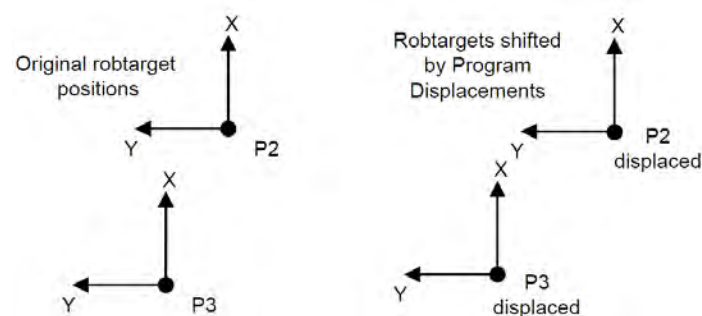 X
Original robtarget
positions
Y
P2
X
Y
P3
X
Robtargets shifted
by Program
Displacements
Y
P2
displaced
X
Y
P3
displaced